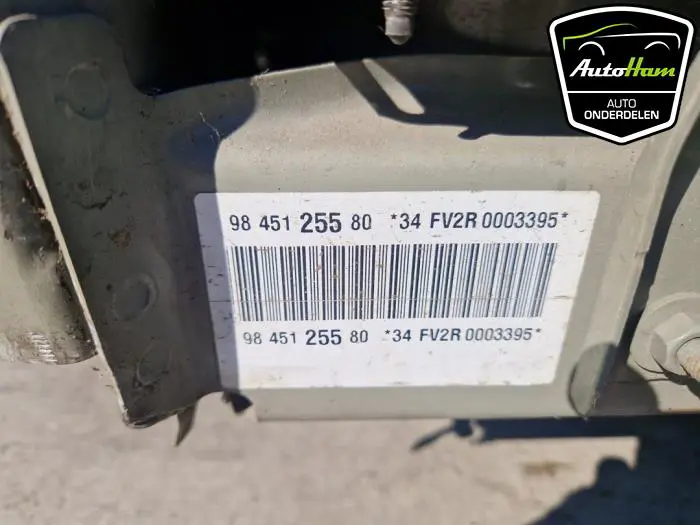 AutoHam
AUTO
ONDERDELEN
98 451 255 80 *34 FV2R 0003395*
98 451 255 80 *34 FV2R 0003395*